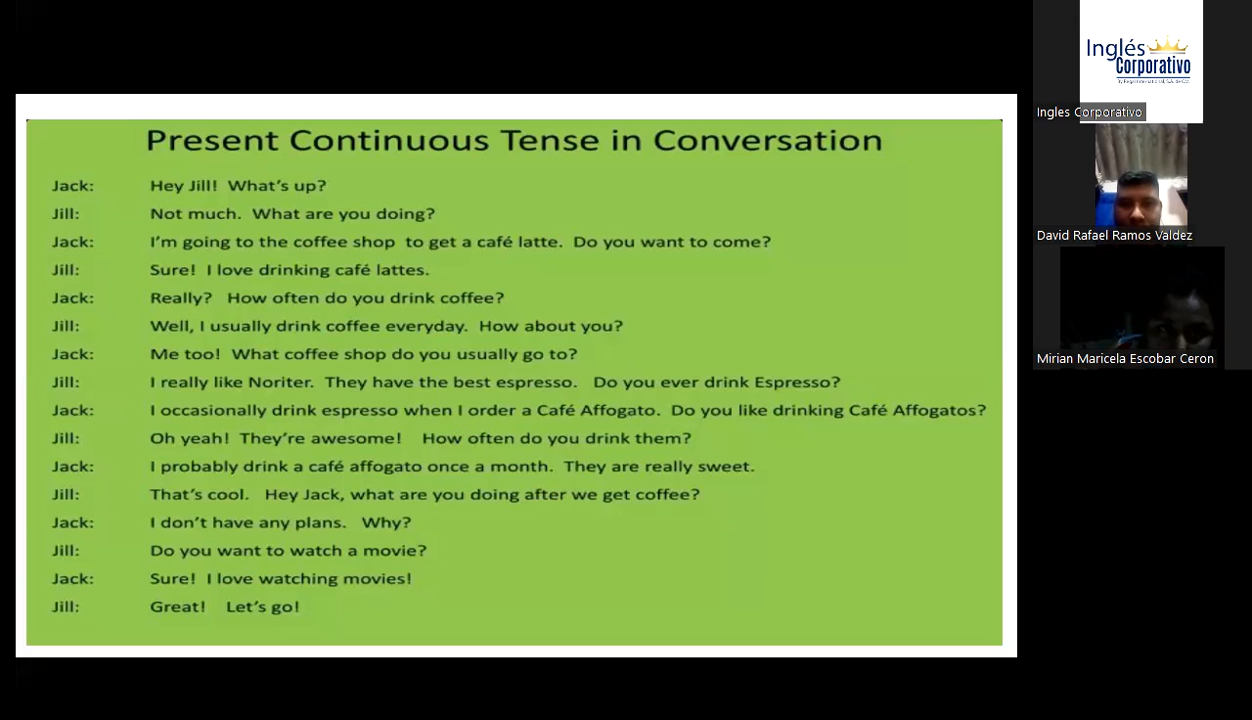 Present Continuous Tense in Conversation
Jack: Hey Jill! What's up?
Jill: Not much. What are you doing?
Jack: I'm going to the coffee shop to get a café latte. Do you want to come?
Jill: Sure! I love drinking café lattes.
Jack: Really? How often do you drink coffee?
Jill: Well, I usually drink coffee everyday. How about you?
Jack: Me too! What coffee shop do you usually go to?
Jill: I really like Noriter. They have the best espresso. Do you ever drink Espresso?
Jack: I occasionally drink espresso when I order a Café Affogato. Do you like drinking Café Affogatos?
Jill: Oh yeah! They're awesome! How often do you drink them?
Jack: I probably drink a café affogato once a month. They are really sweet.
Jill: That's cool. Hey Jack, what are you doing after we get coffee?
Jack: I don't have any plans. Why?
Jill: Do you want to watch a movie?
Jack: Sure! I love watching movies!
Jill: Great! Let's go!
Inglés
Corporativo
Ingles Corporativo
David Rafael Ramos Valdez
Mirian Maricela Escobar Ceron